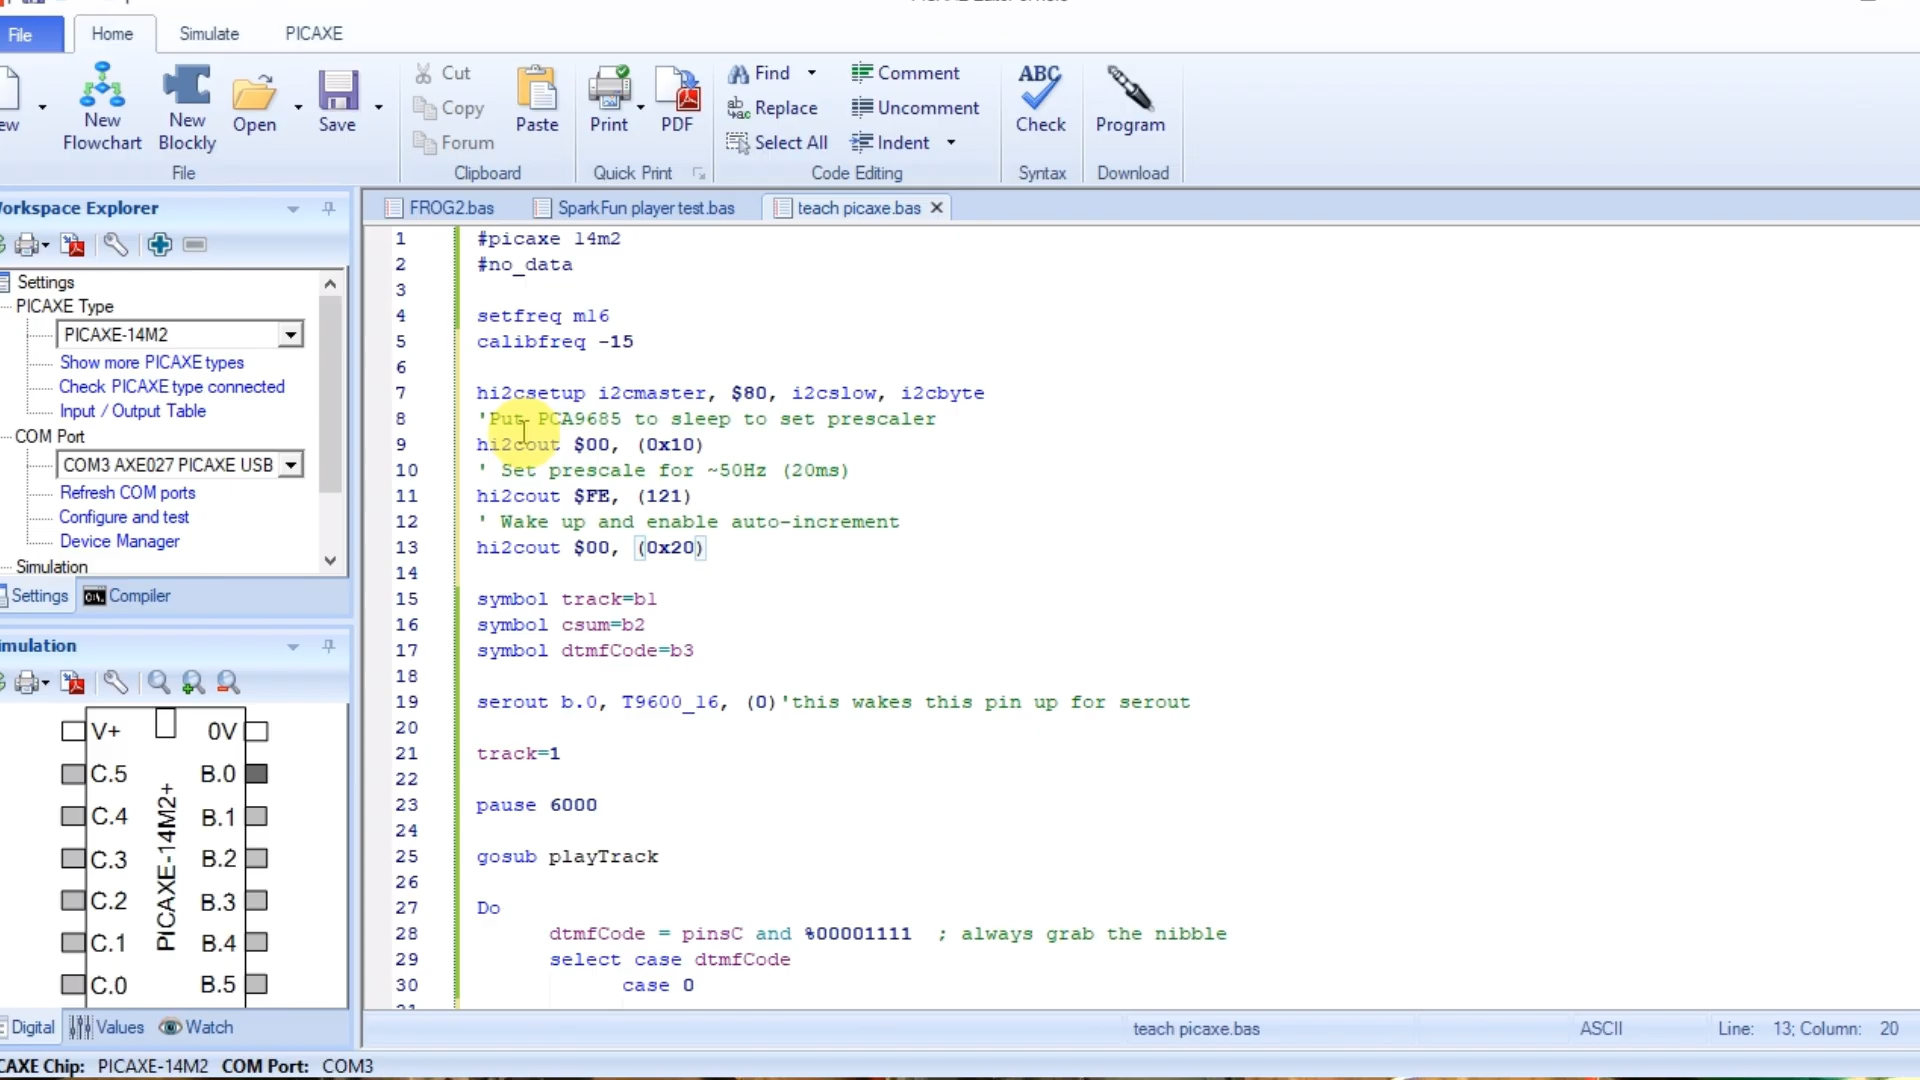 File Home Simulate PICAXE
New Flowchart
New Blockly
Open
Save
File
Cut
Copy
Forum
Paste
Clipboard
Print
PDF
Quick Print
Find
Replace
Select All
Comment
Uncomment
Indent
Code Editing
ABC
Check
Syntax
Program
Download
Workspace Explorer
Settings
PICAXE Type
PICAXE-14M2
Show more PICAXE types
Check PICAXE type connected
Input / Output Table
COM Port
COM3 AXE027 PICAXE USB
Refresh COM ports
Configure and test
Device Manager
Simulation
Settings Compiler
Simulation
V+ 0V
C.5 B.0
C.4 B.1
C.3 B.2
C.2 B.3
C.1 B.4
C.0 B.5
PICAXE-14M2+
Digital Values Watch
FROG2.bas SparkFun player test.bas teach picaxe.bas
1 #picaxe 14m2
2 #no_data
3
4 setfreq m16
5 calibfreq -15
6
7 hi2csetup i2cmaster, $80, i2cslow, i2cbyte
8 'Put PCA9685 to sleep to set prescaler
9 hi2cout $00, (0x10)
10 ' Set prescale for ~50Hz (20ms)
11 hi2cout $FE, (121)
12 ' Wake up and enable auto-increment
13 hi2cout $00, (0x20)
14
15 symbol track=b1
16 symbol csum=b2
17 symbol dtmfCode=b3
18
19 serout b.0, T9600_16, (0)'this wakes this pin up for serout
20
21 track=1
22
23 pause 6000
24
25 gosub playTrack
26
27 Do
28 dtmfCode = pinsC and %00001111 ; always grab the nibble
29 select case dtmfCode
30 case 0
teach picaxe.bas ASCII Line: 13; Column: 20
PICAXE Chip: PICAXE-14M2 COM Port: COM3